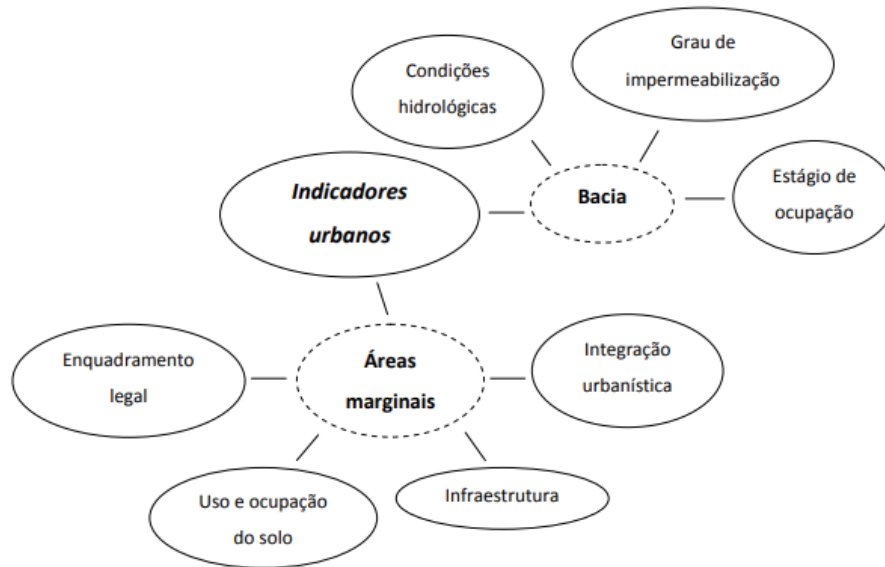 Condições
hidrológicas
Grau de
impermeabilização
Indicadores
urbanos
Bacia
Estágio de
ocupação
Enquadramento
legal
Áreas
marginais
Integração
urbanística
Uso e ocupação
do solo
Infraestrutura